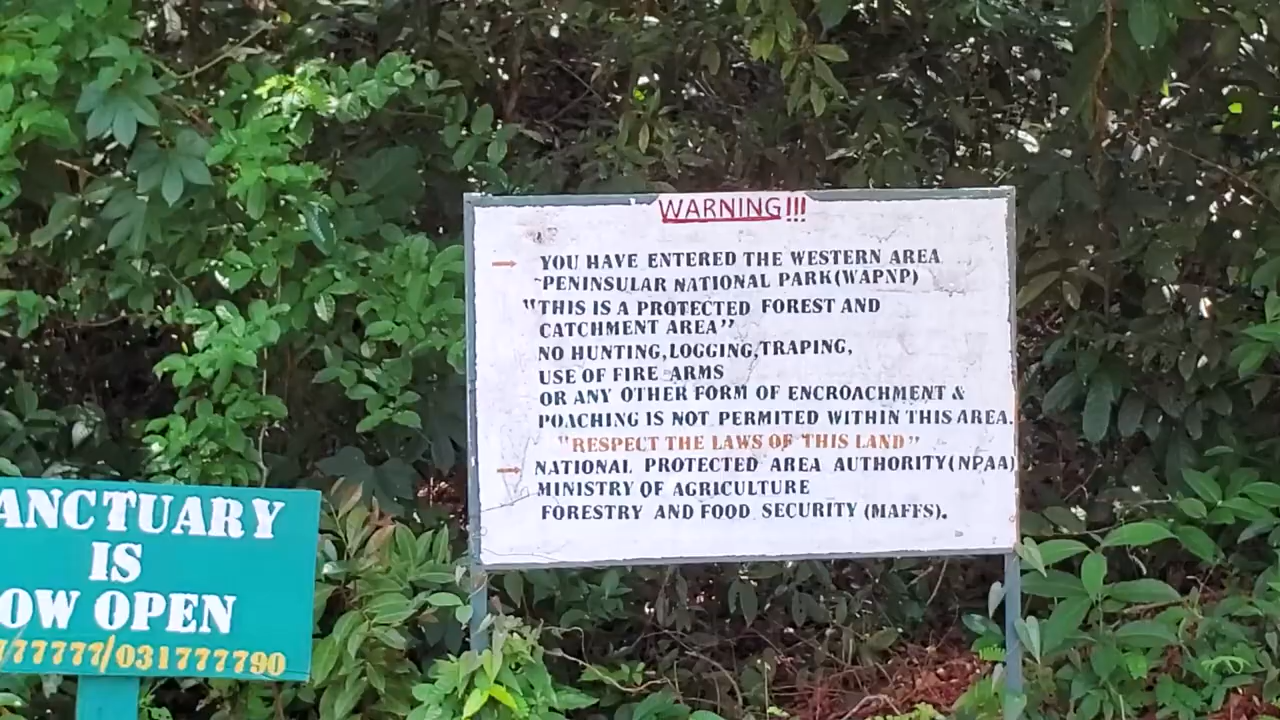 WARNING!!!
YOU HAVE ENTERED THE WESTERN AREA
PENINSULAR NATIONAL PARK(WAPNP)
"THIS IS A PROTECTED FOREST AND
CATCHMENT AREA"
NO HUNTING,LOGGING,TRAPING,
USE OF FIRE ARMS
OR ANY OTHER FORM OF ENCROACHMENT &
POACHING IS NOT PERMITED WITHIN THIS AREA.
"RESPECT THE LAWS OF THIS LAND"
NATIONAL PROTECTED AREA AUTHORITY(NPAA)
MINISTRY OF AGRICULTURE
FORESTRY AND FOOD SECURITY (MAFFS).
ANCTUARY
IS
OW OPEN
777777/031777790